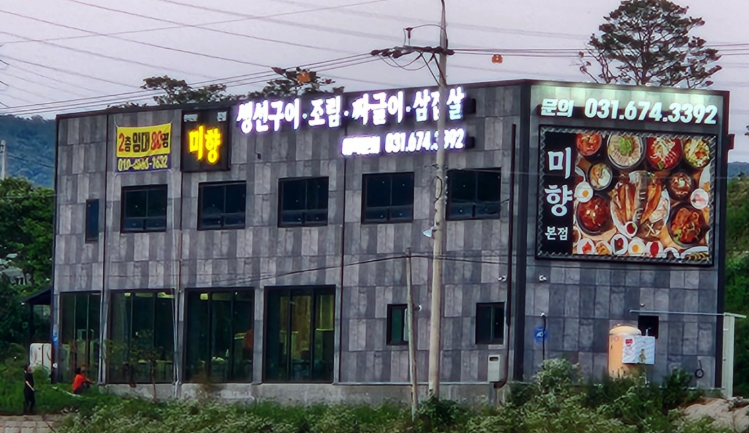 2층 임대 88평
미향
생선구이·조림·짜글이·삼겹살
031.674.3392
문의 031.674.3392
미향
본점